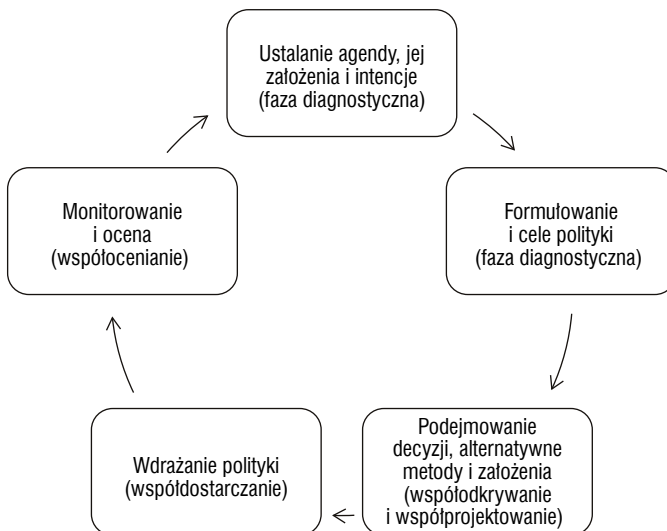 Ustalanie agendy, jej
założenia i intencje
(faza diagnostyczna)
Formułowanie
i cele polityki
(faza diagnostyczna)
Podejmowanie
decyzji, alternatywne
metody i założenia
(współodkrywanie
i współprojektowanie)
Wdrażanie polityki
(współdostarczanie)
Monitorowanie
i ocena
(współocenianie)